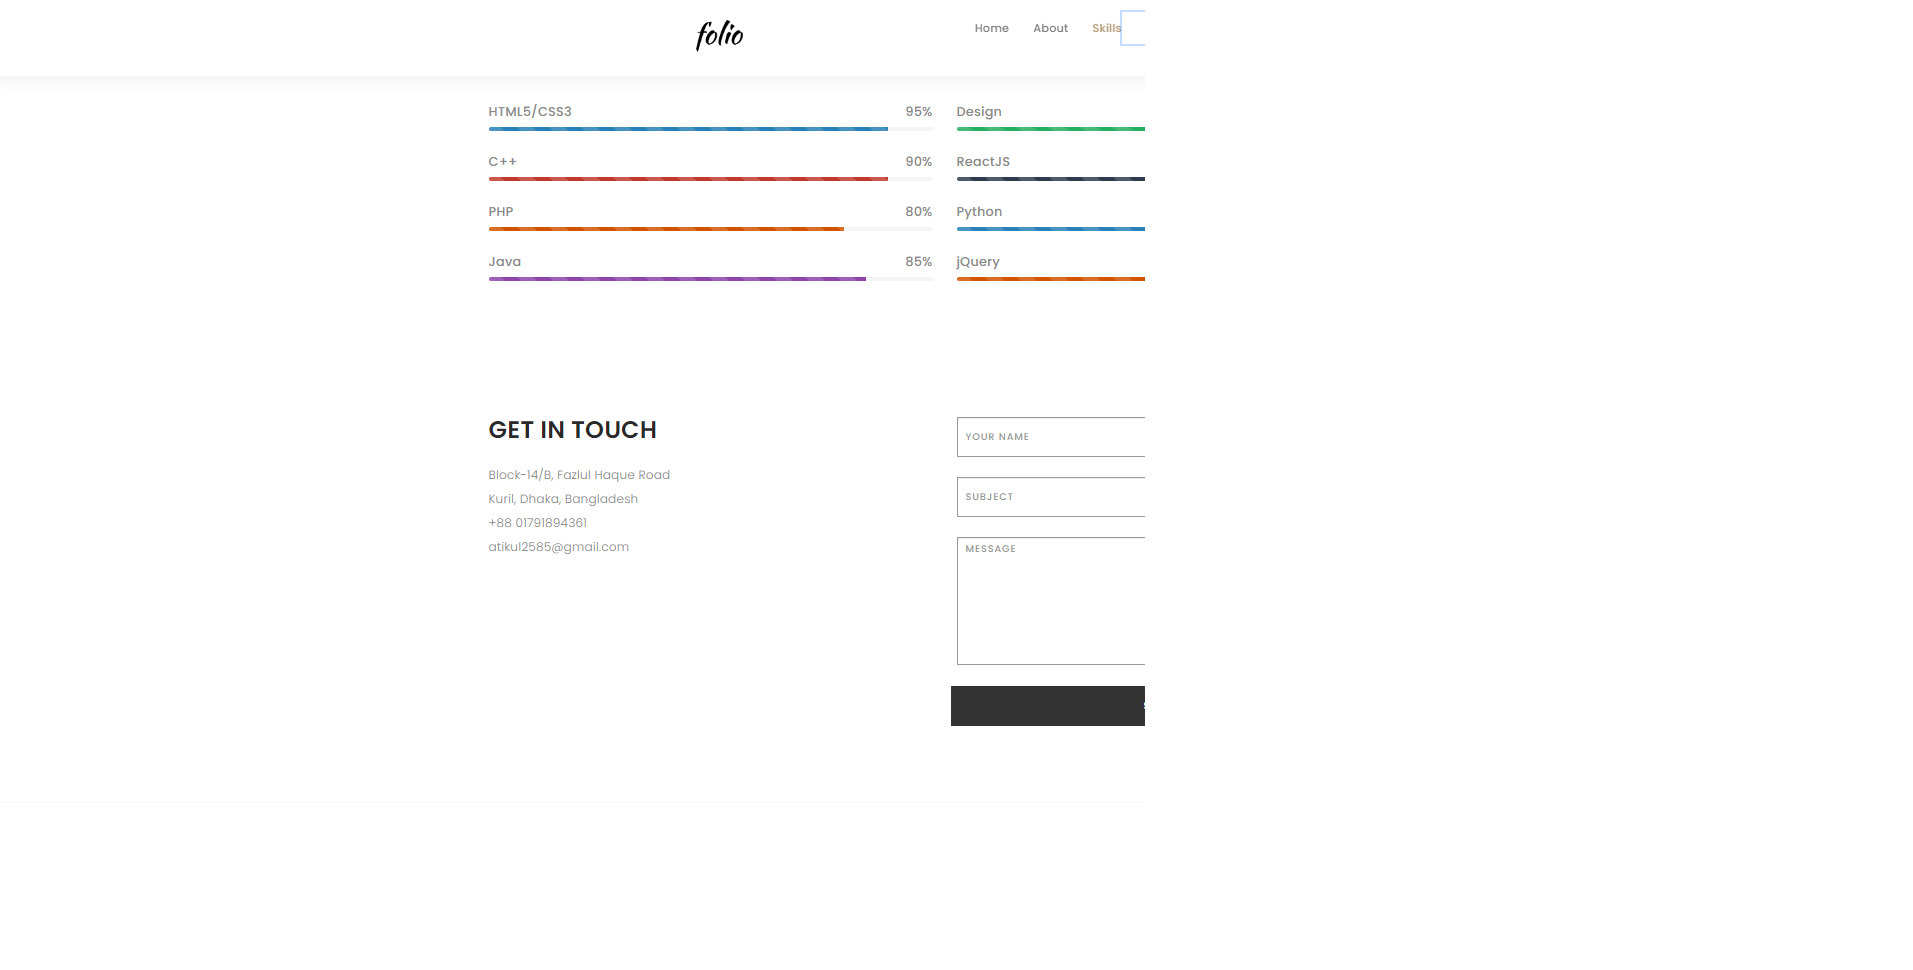 folio
Home About Skills
HTML5/CSS3 95%
Design
C++ 90%
ReactJS
PHP 80%
Python
Java 85%
jQuery
GET IN TOUCH
Block-14/B, Fazlul Haque Road
Kuril, Dhaka, Bangladesh
+88 01791894361
atikul2585@gmail.com
YOUR NAME
SUBJECT
MESSAGE